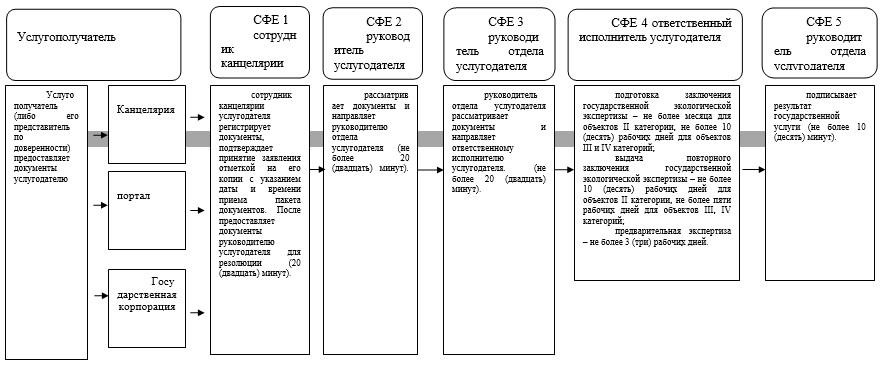 Услугополучатель
СФЕ 1
сотрудн
ик
канцелярии
СФЕ 2
руковод
итель
услугодателя
СФЕ 3
руководи
тель отдела
услугодателя
СФЕ 4 ответственный
исполнитель услугодателя
СФЕ 5
руководит
ель отдела
услугодателя
Услуго
получатель
(либо его
представитель
по
доверенности)
предоставляет
документы
услугодателю
Канцелярия
портал
Госу
дарственная
корпорация
сотрудник
канцелярии
услугодателя
регистрирует
документы,
подтверждает
принятие заявления
отметкой на его
копии с указанием
даты и времени
приема пакета
документов. После
предоставляет
документы
руководителю
услугодателя для
резолюции (20
(двадцать) минут).
рассматрив
ает документы и
направляет
руководителю
отдела
услугодателя (не
более 20
(двадцать) минут).
руководитель
отдела услугодателя
рассматривает
документы и
направляет
ответственному
исполнителю
услугодателя. (не
более 20 (двадцать)
минут).
подготовка заключения
государственной экологической
экспертизы – не более месяца для
объектов II категории, не более 10
(десять) рабочих дней для объектов
III и IV категорий;
выдача повторного
заключения государственной
экологической экспертизы – не более
10 (десять) рабочих дней для
объектов II категории, не более пяти
рабочих дней для объектов III, IV
категорий;
предварительная экспертиза
– не более 3 (три) рабочих дней.
подписывает
результат
государственной
услуги (не более 10
(десять) минут).